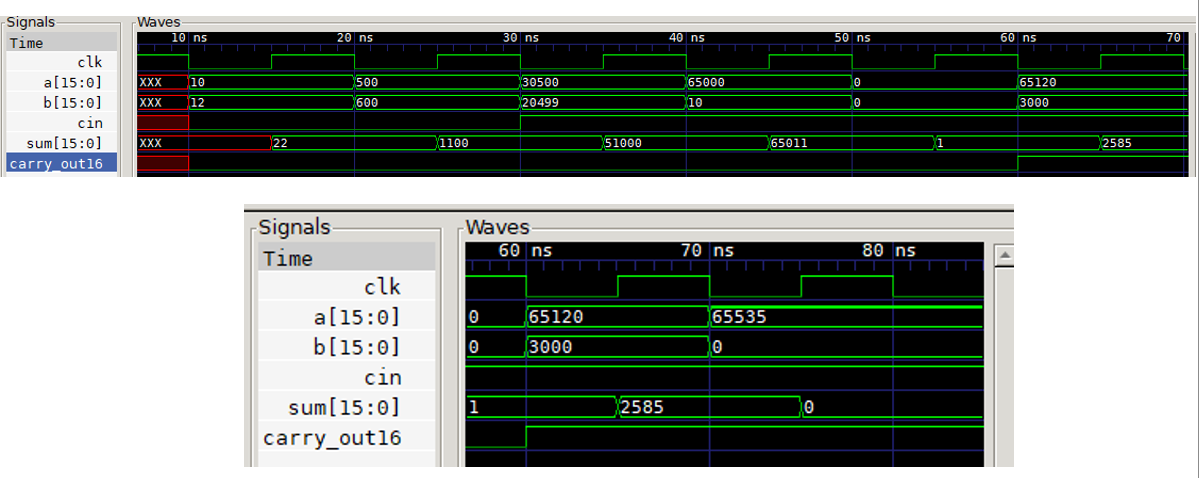 Signals Waves
Time 10 ns 20 ns 30 ns 40 ns 50 ns 60 ns 70
clk
a[15:0] XXX 10 500 30500 65000 0 65120
b[15:0] XXX 12 600 20499 10 0 3000
cin
sum[15:0] XXX 22 1100 51000 65011 1 2585
carry_out16
Signals Waves
Time 60 ns 70 ns 80 ns
clk
a[15:0] 0 65120 65535
b[15:0] 0 3000 0
cin
sum[15:0] 1 2585 0
carry_out16